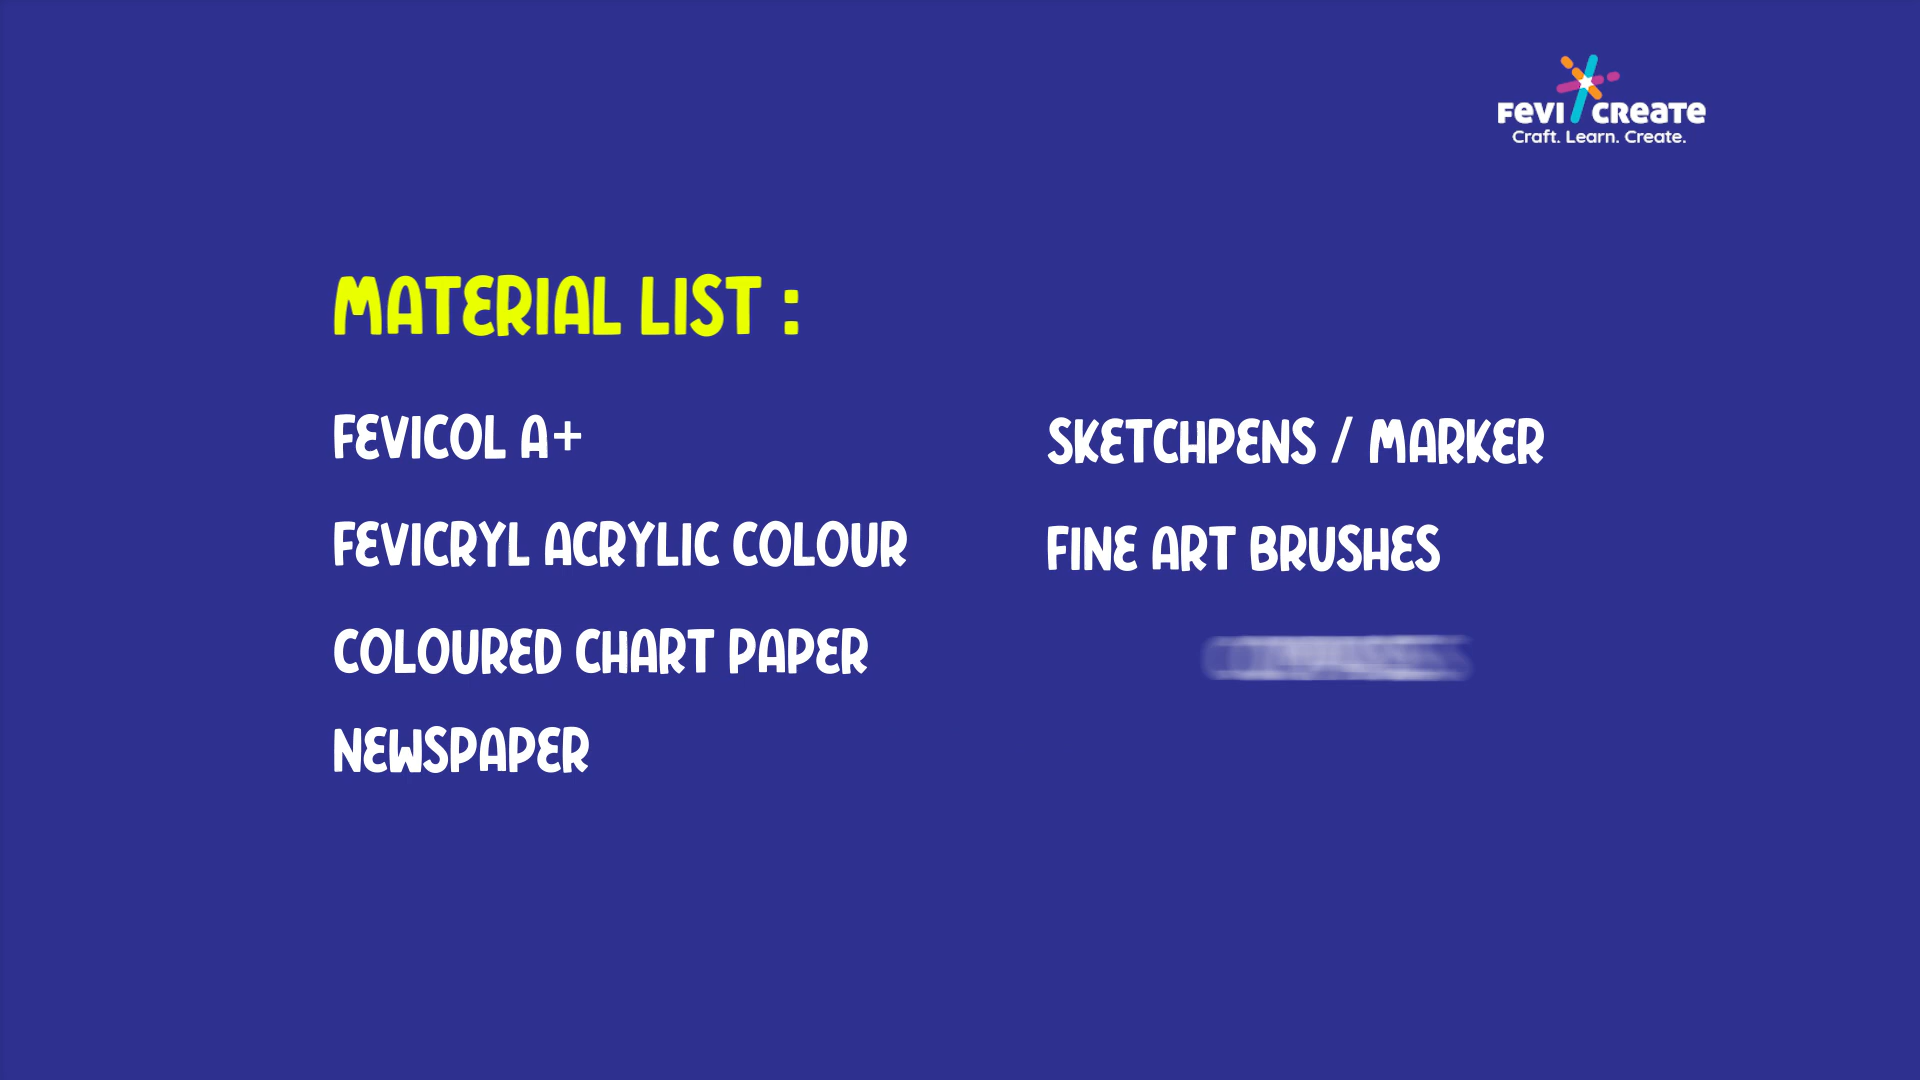 FEVI CREATE
Craft. Learn. Create.
MATERIAL LIST :
FEVICOL A+
FEVICRYL ACRYLIC COLOUR
COLOURED CHART PAPER
NEWSPAPER
SKETCHPENS / MARKER
FINE ART BRUSHES